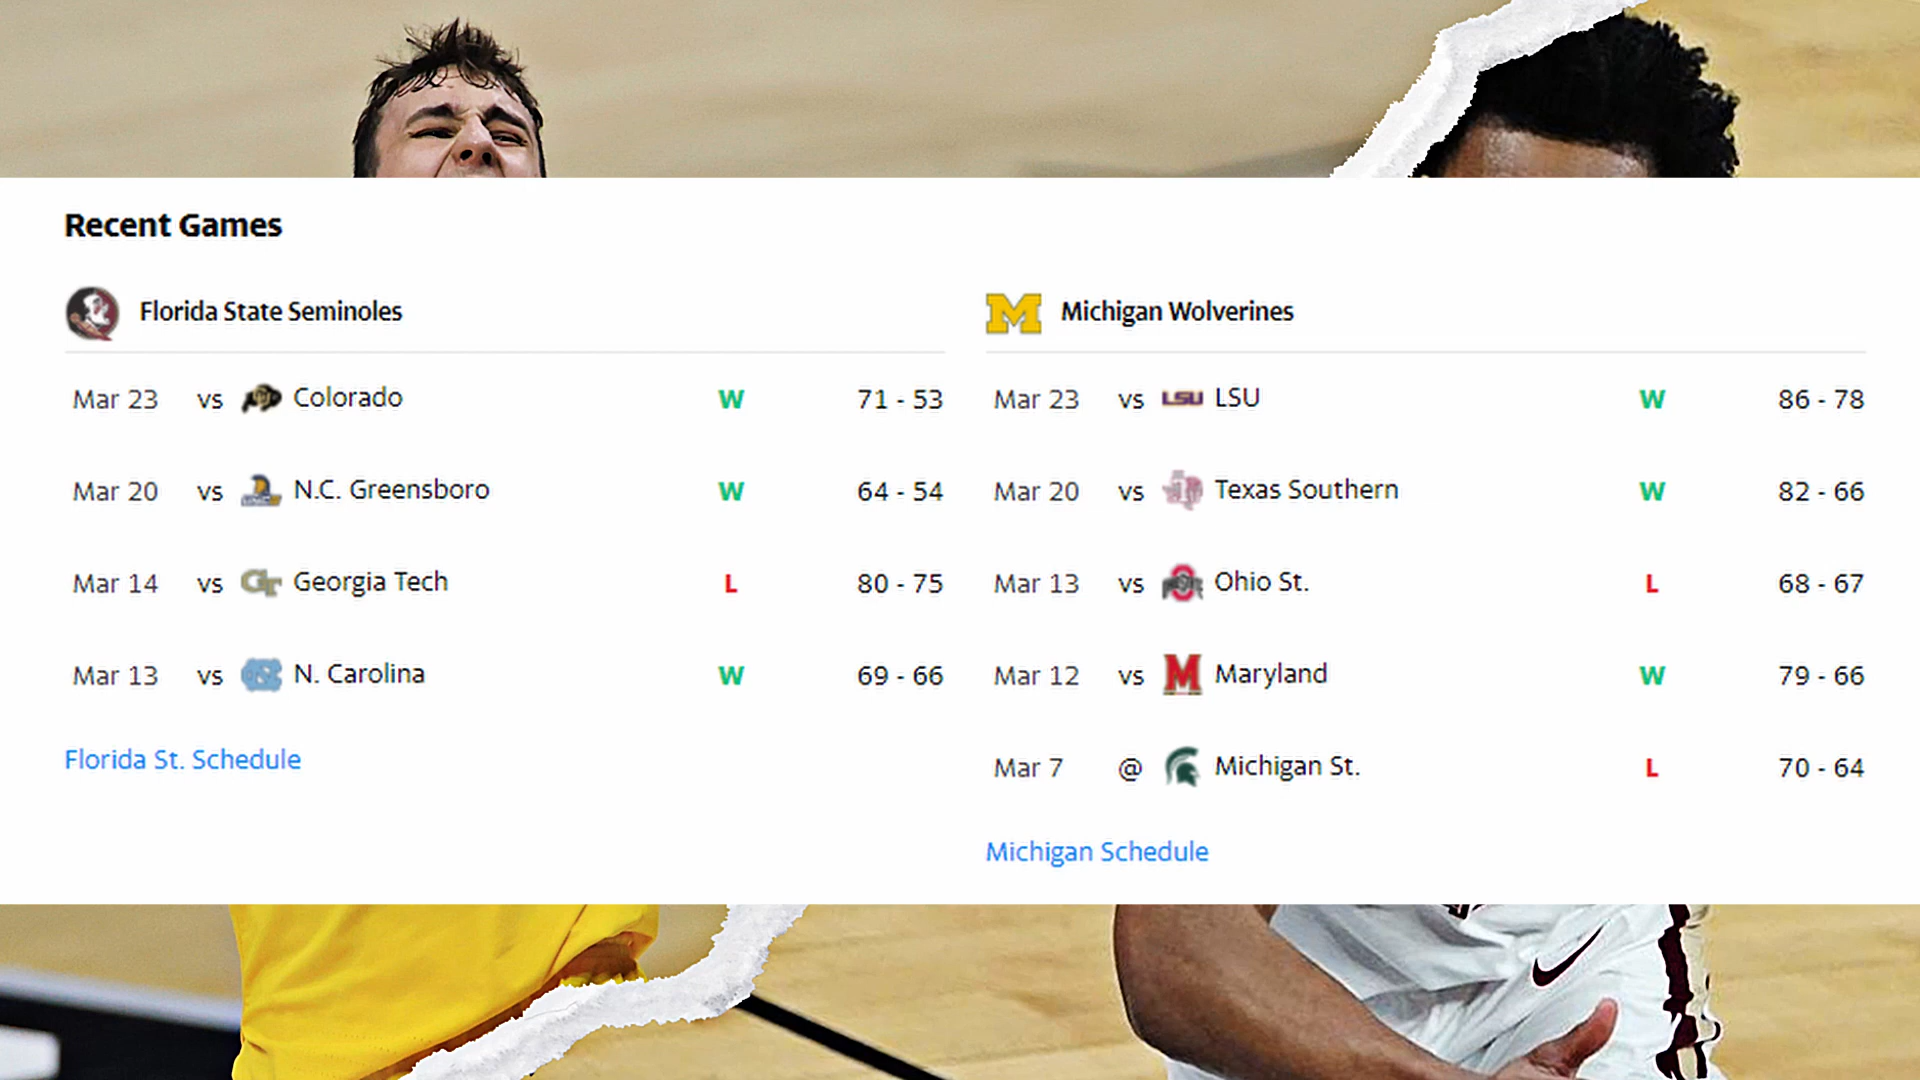 Recent Games
Florida State Seminoles
Mar 23 vs Colorado W 71 - 53
Mar 20 vs N.C. Greensboro W 64 - 54
Mar 14 vs Georgia Tech L 80 - 75
Mar 13 vs N. Carolina W 69 - 66
Florida St. Schedule
M Michigan Wolverines
Mar 23 vs LSU LSU W 86 - 78
Mar 20 vs Texas Southern W 82 - 66
Mar 13 vs Ohio St. L 68 - 67
Mar 12 vs M Maryland W 79 - 66
Mar 7 @ Michigan St. L 70 - 64
Michigan Schedule